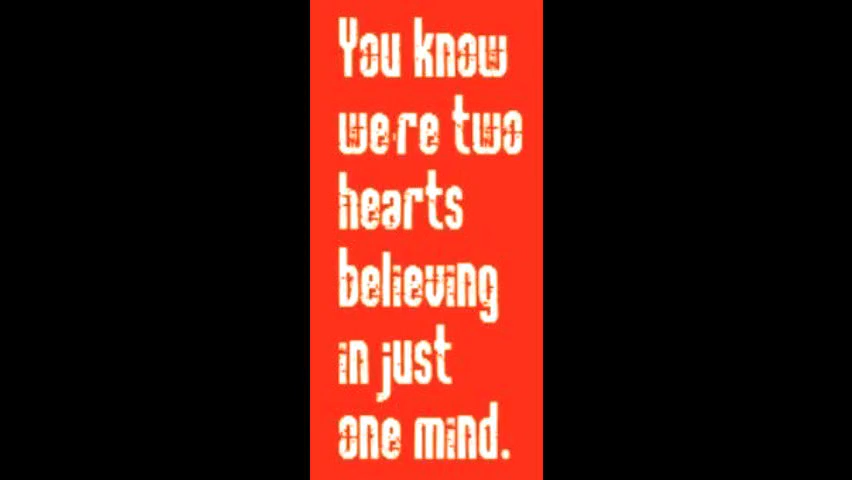 You know
we're two
hearts
believing
in just
one mind.